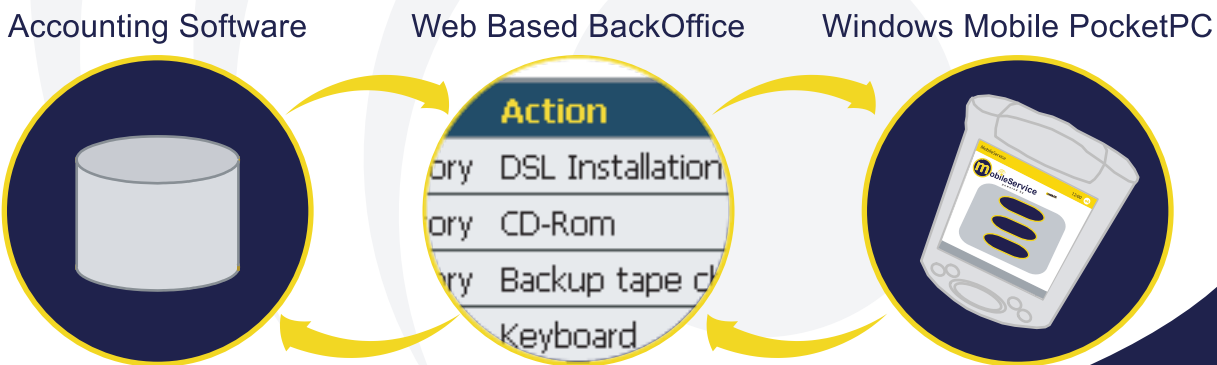 Accounting Software
Web Based BackOffice
Windows Mobile PocketPC
Action
ory DSL Installation
ory CD-Rom
ory Backup tape
Keyboard
MobileService
MobileService